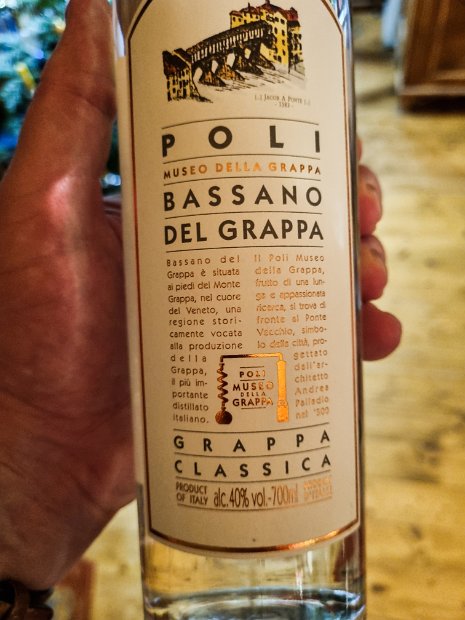 [..] JACOB A PONTE [..]
POLI
MUSEO DELLA GRAPPA
BASSANO
DEL GRAPPA
Bassano del
Grappa è situata
ai piedi del Monte
Grappa, nel cuore
del Veneto, una
regione stori-
camente vocata
alla produzione
della
Grappa,
il più im-
portante
distillato
italiano.
Il Poli Museo
della Grappa,
frutto di una lun-
ga e appassionata
ricerca, si trova di
fronte al Ponte
Vecchio, simbo-
lo della città, pro-
gettato
dall'ar-
chitetto
Andrea
Palladio
nel '500
POLI
MUSEO
DELLA
GRAPPA
GRAPPA
CLASSICA
PRODUCT
OF ITALY
alc.40%vol.-700ml